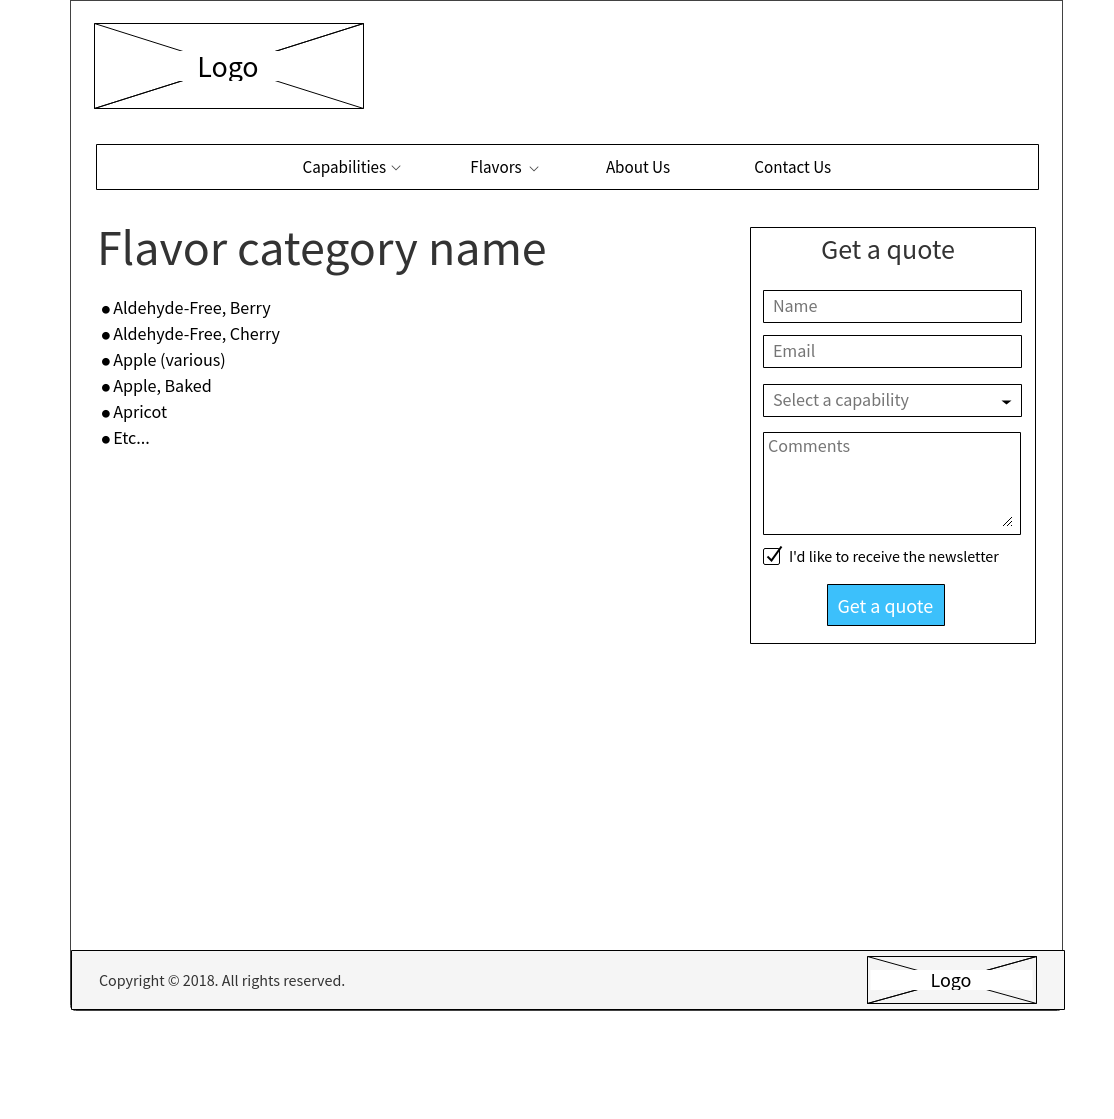 Logo
Capabilities Flavors About Us Contact Us
Flavor category name
Aldehyde-Free, Berry
Aldehyde-Free, Cherry
Apple (various)
Apple, Baked
Apricot
Etc...
Get a quote
Name
Email
Select a capability
Comments
I'd like to receive the newsletter
Get a quote
Copyright © 2018. All rights reserved.
Logo